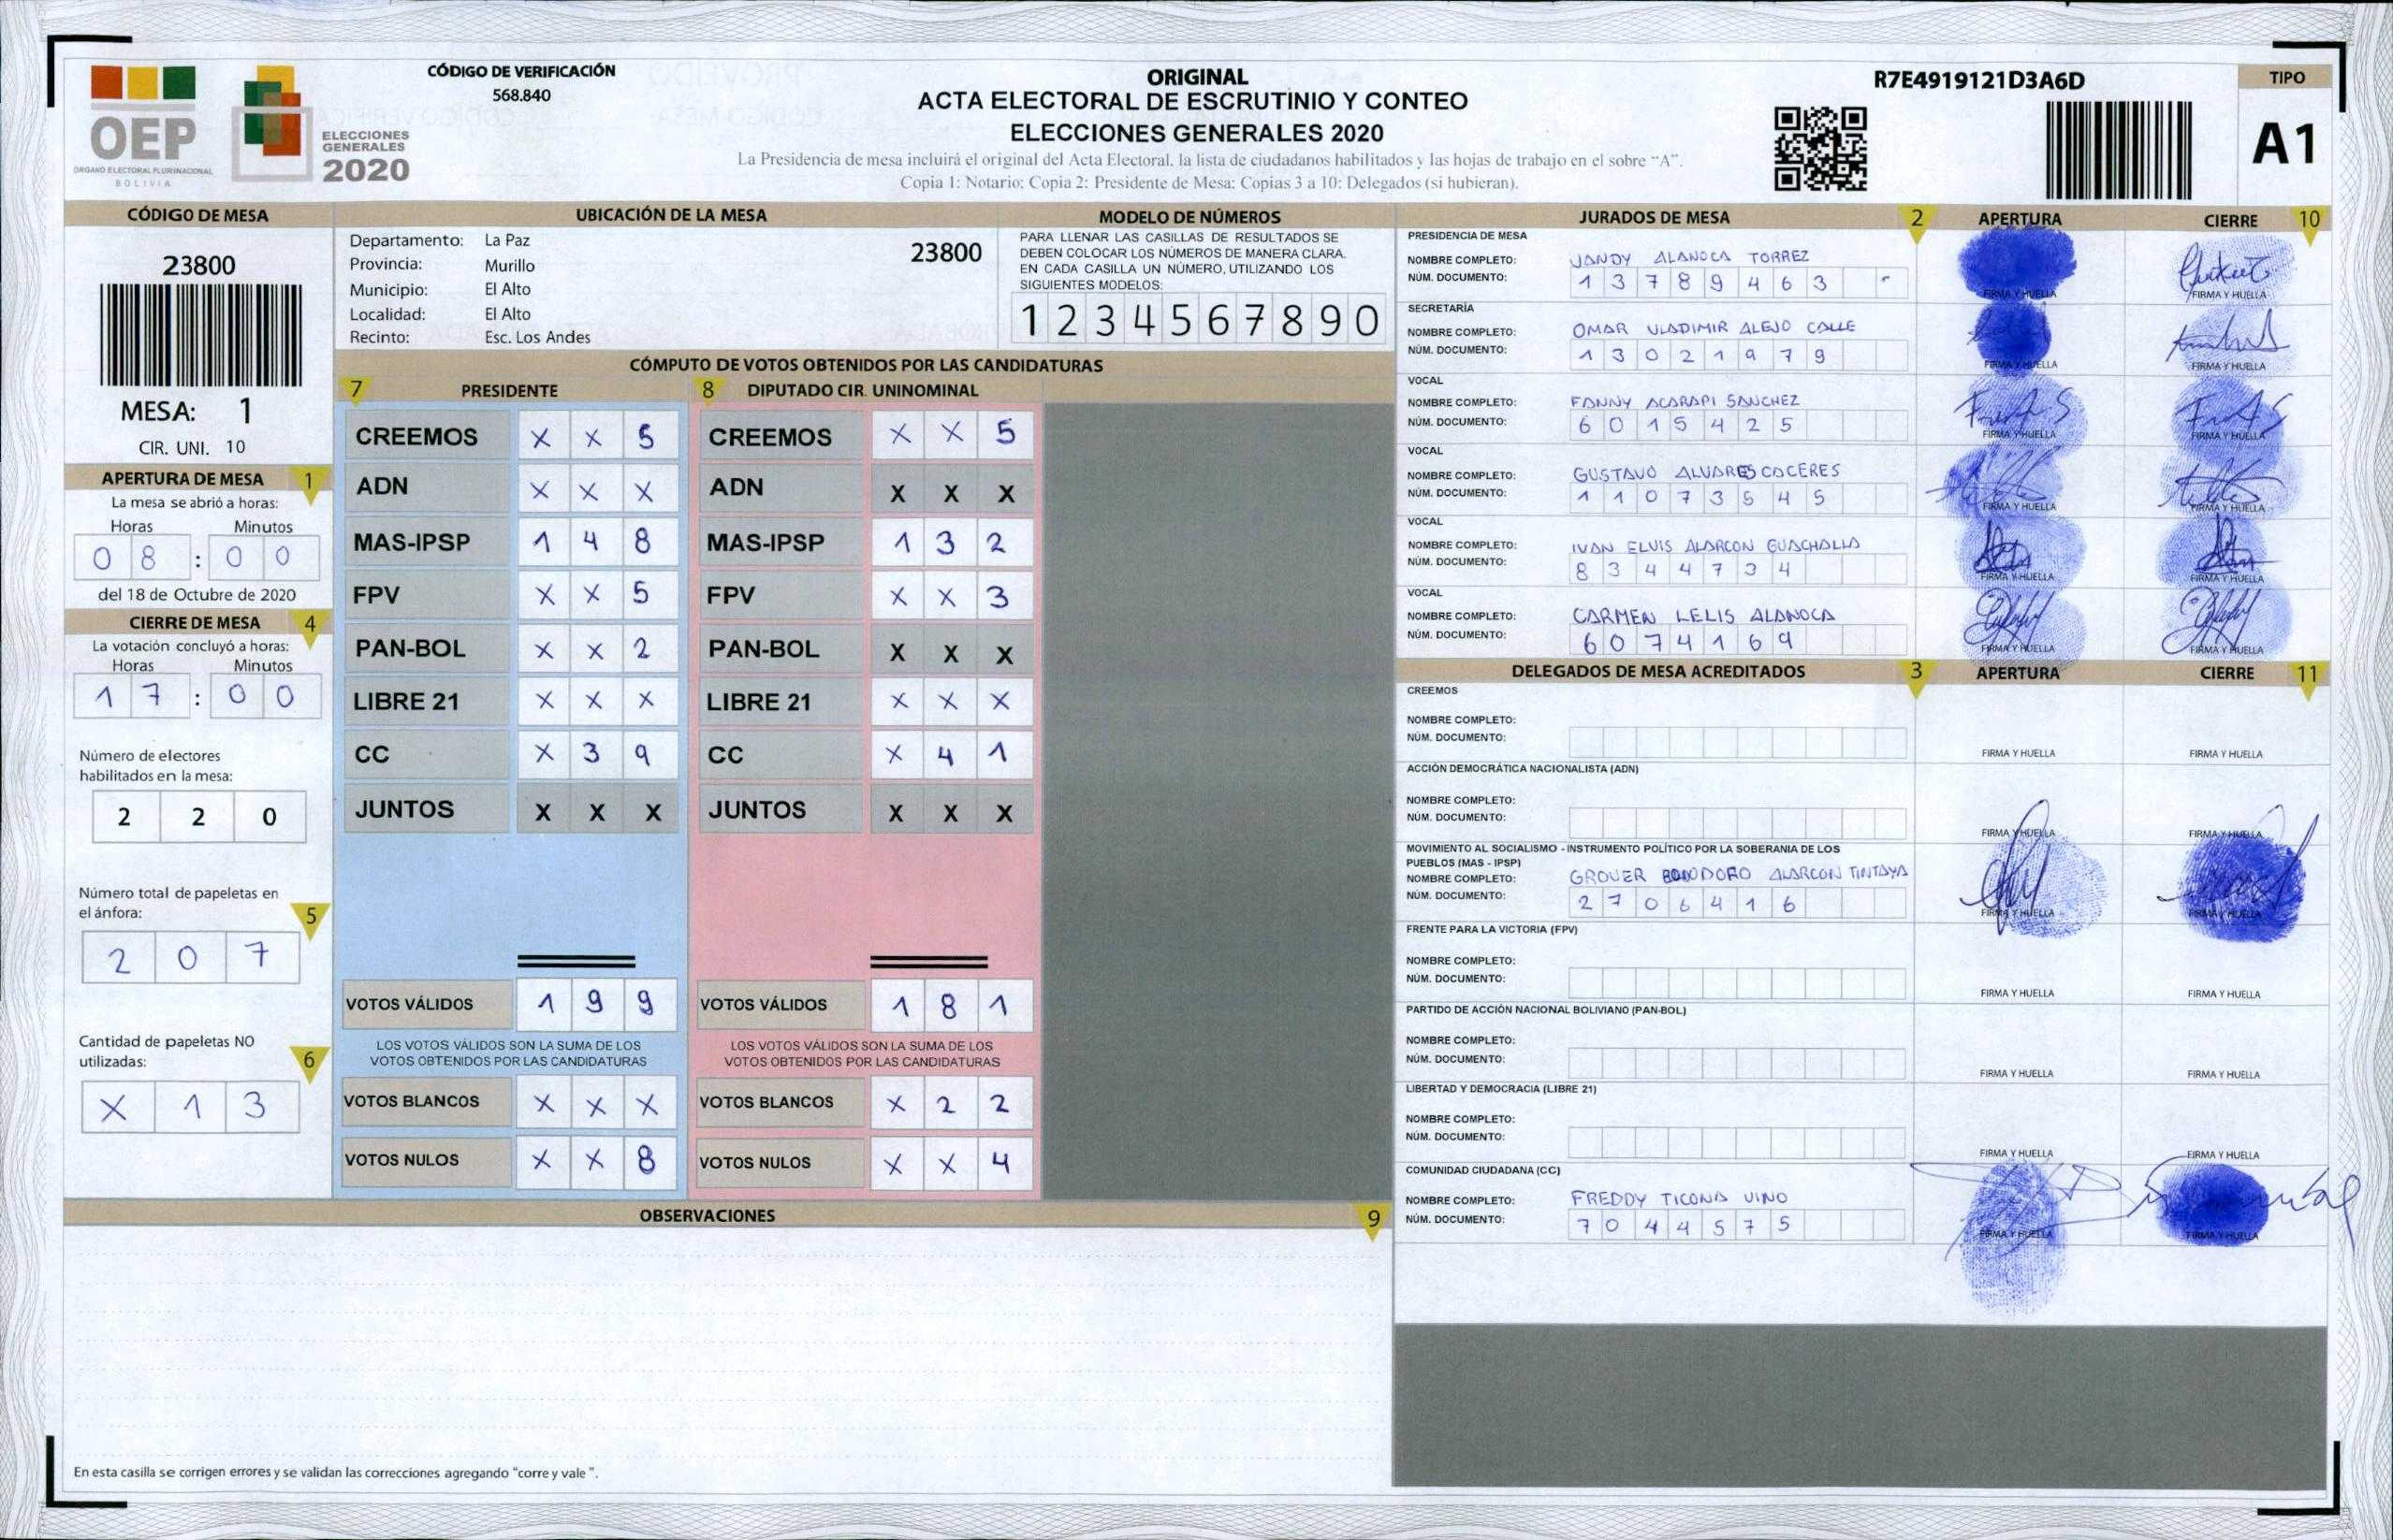 OEP
ORGANO ELECTORAL PLURINACIONAL
BOLIVIA
ELECCIONES
GENERALES
2020
CÓDIGO DE VERIFICACIÓN
568.840
ORIGINAL
ACTA ELECTORAL DE ESCRUTINIO Y CONTEO
ELECCIONES GENERALES 2020
La Presidencia de mesa incluirá el original del Acta Electoral, la lista de ciudadanos habilitados y las hojas de trabajo en el sobre "A".
Copia 1: Notario; Copia 2: Presidente de Mesa; Copias 3 a 10: Delegados (si hubieran).
R7E4919121D3A6D
TIPO
A1
CÓDIGO DE MESA
23800
MESA: 1
CIR. UNI. 10
APERTURA DE MESA 1
La mesa se abrió a horas:
Horas Minutos
0 8 : 0 0
del 18 de Octubre de 2020
CIERRE DE MESA 4
La votación concluyó a horas:
Horas Minutos
1 7 : 0 0
Número de electores
habilitados en la mesa:
2 2 0
Número total de papeletas en
el ánfora: 5
2 0 7
Cantidad de papeletas NO
utilizadas: 6
X 1 3
UBICACIÓN DE LA MESA
Departamento: La Paz 23800
Provincia: Murillo
Municipio: El Alto
Localidad: El Alto
Recinto: Esc. Los Andes
MODELO DE NÚMEROS
PARA LLENAR LAS CASILLAS DE RESULTADOS SE
DEBEN COLOCAR LOS NÚMEROS DE MANERA CLARA.
EN CADA CASILLA UN NÚMERO, UTILIZANDO LOS
SIGUIENTES MODELOS:
1 2 3 4 5 6 7 8 9 0
CÓMPUTO DE VOTOS OBTENIDOS POR LAS CANDIDATURAS
7 PRESIDENTE 8 DIPUTADO CIR. UNINOMINAL
CREEMOS X X 5 CREEMOS X X 5
ADN X X X ADN X X X
MAS-IPSP 1 4 8 MAS-IPSP 1 3 2
FPV X X 5 FPV X X 3
PAN-BOL X X 2 PAN-BOL X X X
LIBRE 21 X X X LIBRE 21 X X X
CC X 3 9 CC X 4 1
JUNTOS X X X JUNTOS X X X
VOTOS VÁLIDOS 1 9 9 VOTOS VÁLIDOS 1 8 1
LOS VOTOS VÁLIDOS SON LA SUMA DE LOS LOS VOTOS VÁLIDOS SON LA SUMA DE LOS
VOTOS OBTENIDOS POR LAS CANDIDATURAS VOTOS OBTENIDOS POR LAS CANDIDATURAS
VOTOS BLANCOS X X X VOTOS BLANCOS X 2 2
VOTOS NULOS X X 8 VOTOS NULOS X X 4
OBSERVACIONES 9
En esta casilla se corrigen errores y se validan las correcciones agregando "corre y vale ".
JURADOS DE MESA 2 APERTURA CIERRE 10
PRESIDENCIA DE MESA
NOMBRE COMPLETO: JANDY ALANOCA TORREZ
NÚM. DOCUMENTO: 1 3 7 8 9 4 6 3
FIRMA Y HUELLA FIRMA Y HUELLA
SECRETARÍA
NOMBRE COMPLETO: OMAR VLADIMIR ALEJO CALLE
NÚM. DOCUMENTO: 1 3 0 2 1 9 7 9
FIRMA Y HUELLA FIRMA Y HUELLA
VOCAL
NOMBRE COMPLETO: FANNY ACARAPI SANCHEZ
NÚM. DOCUMENTO: 6 0 1 5 4 2 5
FIRMA Y HUELLA FIRMA Y HUELLA
VOCAL
NOMBRE COMPLETO: GUSTAVO ALVARES CACERES
NÚM. DOCUMENTO: 1 1 0 7 3 5 4 5
FIRMA Y HUELLA FIRMA Y HUELLA
VOCAL
NOMBRE COMPLETO: IVAN ELVIS ALARCON GUACHALLA
NÚM. DOCUMENTO: 8 3 4 4 7 3 4
FIRMA Y HUELLA FIRMA Y HUELLA
VOCAL
NOMBRE COMPLETO: CARMEN LELIS ALANOCA
NÚM. DOCUMENTO: 6 0 7 4 1 6 9
FIRMA Y HUELLA FIRMA Y HUELLA
DELEGADOS DE MESA ACREDITADOS 3 APERTURA CIERRE 11
CREEMOS
NOMBRE COMPLETO:
NÚM. DOCUMENTO:
FIRMA Y HUELLA FIRMA Y HUELLA
ACCIÓN DEMOCRÁTICA NACIONALISTA (ADN)
NOMBRE COMPLETO:
NÚM. DOCUMENTO:
FIRMA Y HUELLA FIRMA Y HUELLA
MOVIMIENTO AL SOCIALISMO - INSTRUMENTO POLÍTICO POR LA SOBERANIA DE LOS
PUEBLOS (MAS - IPSP)
NOMBRE COMPLETO: GROVER ALARCON TINTAYA
NÚM. DOCUMENTO: 2 7 0 6 4 1 6
FIRMA Y HUELLA FIRMA Y HUELLA
FRENTE PARA LA VICTORIA (FPV)
NOMBRE COMPLETO:
NÚM. DOCUMENTO:
FIRMA Y HUELLA FIRMA Y HUELLA
PARTIDO DE ACCIÓN NACIONAL BOLIVIANO (PAN-BOL)
NOMBRE COMPLETO:
NÚM. DOCUMENTO:
FIRMA Y HUELLA FIRMA Y HUELLA
LIBERTAD Y DEMOCRACIA (LIBRE 21)
NOMBRE COMPLETO:
NÚM. DOCUMENTO:
FIRMA Y HUELLA FIRMA Y HUELLA
COMUNIDAD CIUDADANA (CC)
NOMBRE COMPLETO: FREDDY TICONA VINO
NÚM. DOCUMENTO: 7 0 4 4 5 7 5
FIRMA Y HUELLA FIRMA Y HUELLA